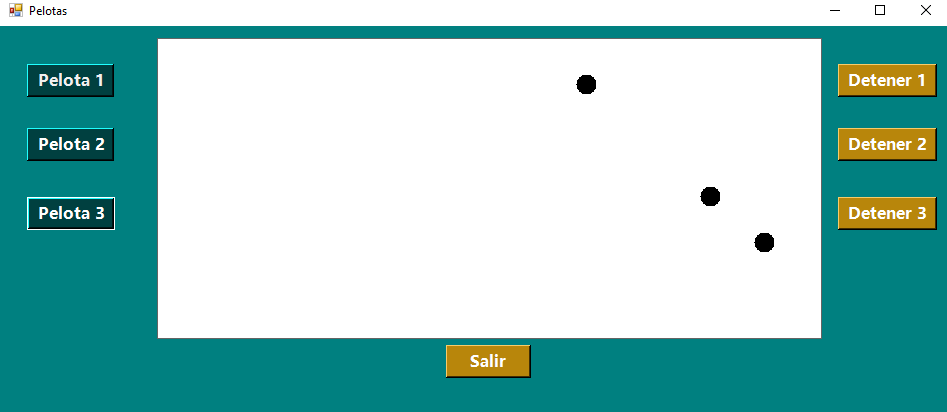 Pelotas
Pelota 1
Detener 1
Pelota 2
Detener 2
Pelota 3
Detener 3
Salir